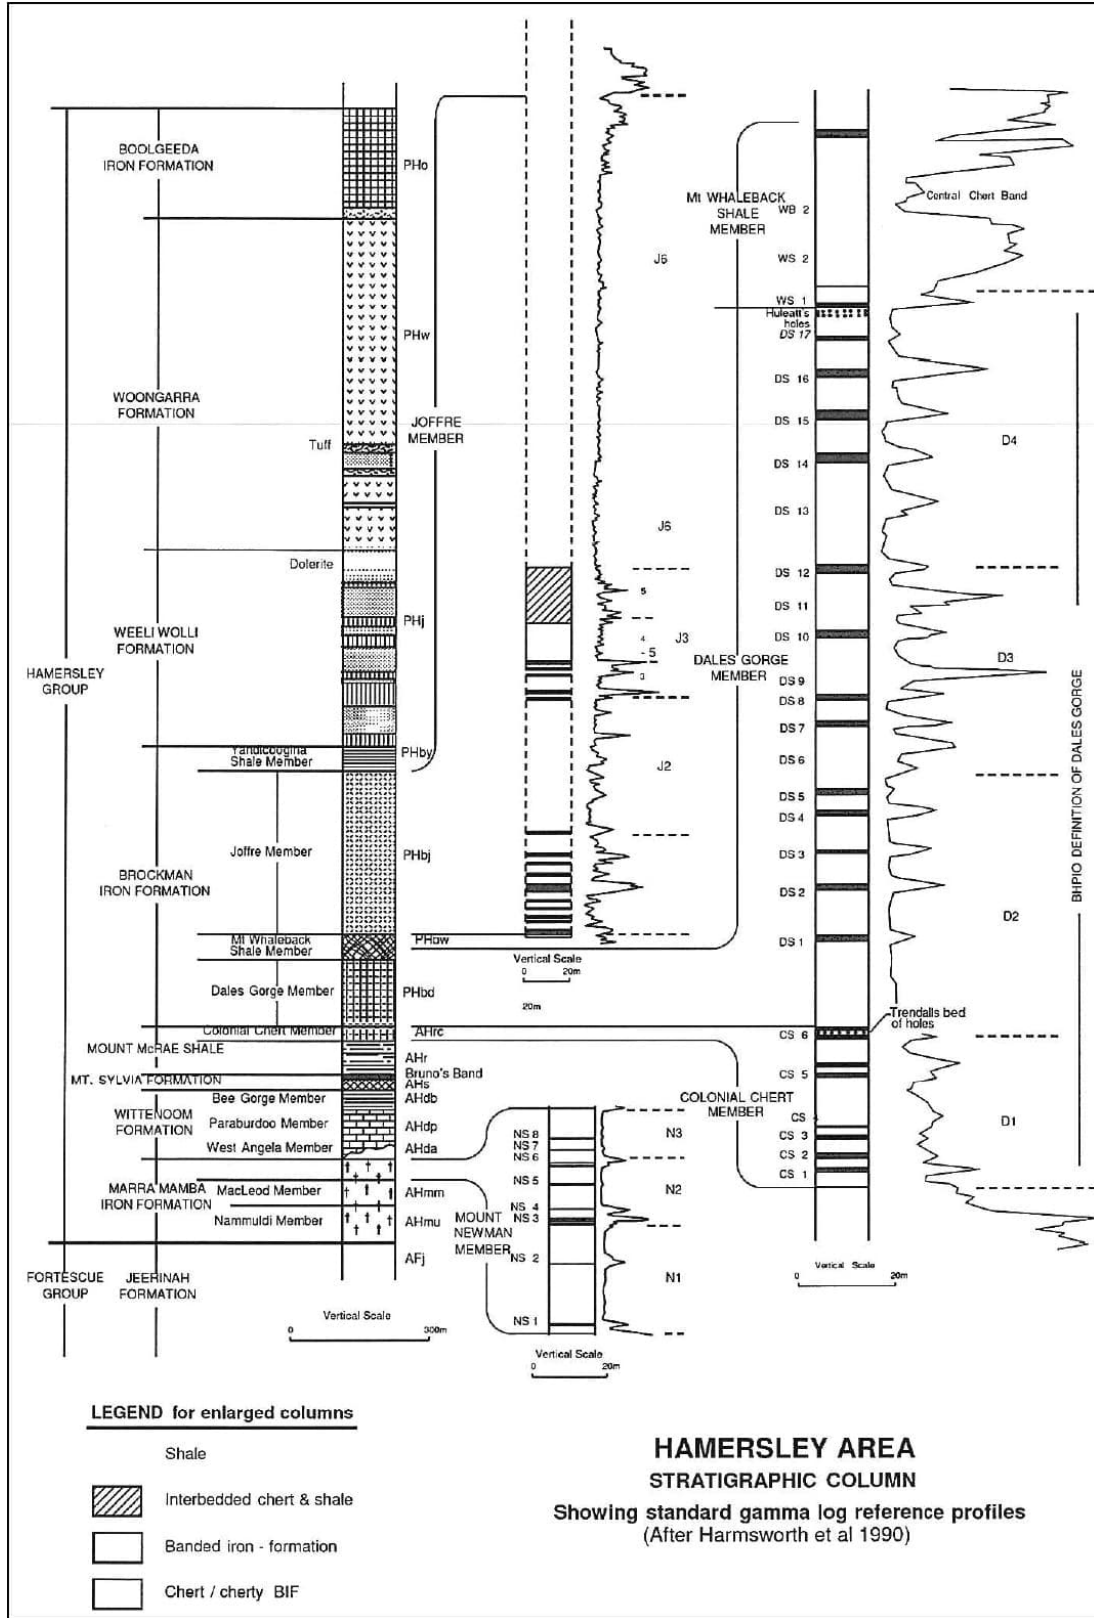 HAMERSLEY
GROUP
FORTESCUE
GROUP
BOOLGEEDA
IRON FORMATION
WOONGARRA
FORMATION
WEELI WOLLI
FORMATION
BROCKMAN
IRON FORMATION
MOUNT McRAE SHALE
MT. SYLVIA FORMATION
WITTENOOM
FORMATION
MARRA MAMBA
IRON FORMATION
JEERINAH
FORMATION
Tuff
Dolerite
Yandicoogina
Shale Member
Joffre Member
Mt Whaleback
Shale Member
Dales Gorge Member
Colonial Chert Member
Bee Gorge Member
Paraburdoo Member
West Angela Member
MacLeod Member
Nammuldi Member
PHo
PHw
PHj
PHby
PHbj
PHbw
PHbd
AHrc
AHr
Bruno's Band
AHs
AHdb
AHdp
AHda
AHmm
AHmu
AFj
Vertical Scale
0 300m
JOFFRE
MEMBER
J6
J6
5
4
J3
- 5
3
J2
Vertical Scale
0 20m
20m
MOUNT
NEWMAN
MEMBER
NS 8
NS 7
NS 6
NS 5
NS 4
NS 3
NS 2
NS 1
N3
N2
N1
Vertical Scale
0 20m
Mt WHALEBACK
SHALE
MEMBER
DALES GORGE
MEMBER
COLONIAL CHERT
MEMBER
WB 2
WS 2
WS 1
Huleatt's
holes
DS 17
DS 16
DS 15
DS 14
DS 13
DS 12
DS 11
DS 10
DS 9
DS 8
DS 7
DS 6
DS 5
DS 4
DS 3
DS 2
DS 1
CS 6
CS 5
CS
CS 3
CS 2
CS 1
Central Chert Band
Trendalls bed
of holes
D4
D3
D2
D1
BHPIO DEFINITION OF DALES GORGE
Vertical Scale
0 20m
LEGEND for enlarged columns
Shale
Interbedded chert & shale
Banded iron - formation
Chert / cherty BIF
HAMERSLEY AREA
STRATIGRAPHIC COLUMN
Showing standard gamma log reference profiles
(After Harmsworth et al 1990)